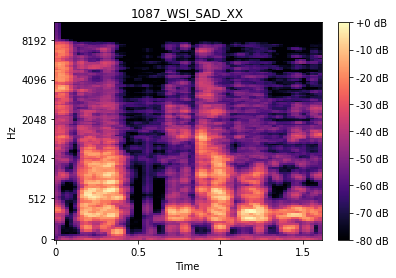 1087_WSI_SAD_XX
8192
4096
2048
1024
512
0
Hz
0
0.5
1
1.5
Time
+0 dB
-10 dB
-20 dB
-30 dB
-40 dB
-50 dB
-60 dB
-70 dB
-80 dB